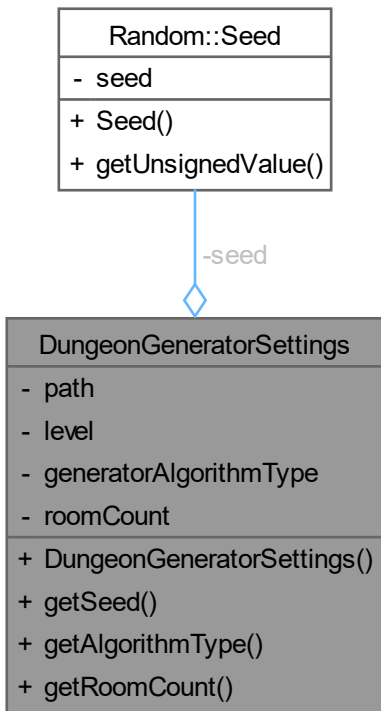 Random::Seed
- seed
+ Seed()
+ getUnsignedValue()
-seed
DungeonGeneratorSettings
- path
- level
- generatorAlgorithmType
- roomCount
+ DungeonGeneratorSettings()
+ getSeed()
+ getAlgorithmType()
+ getRoomCount()